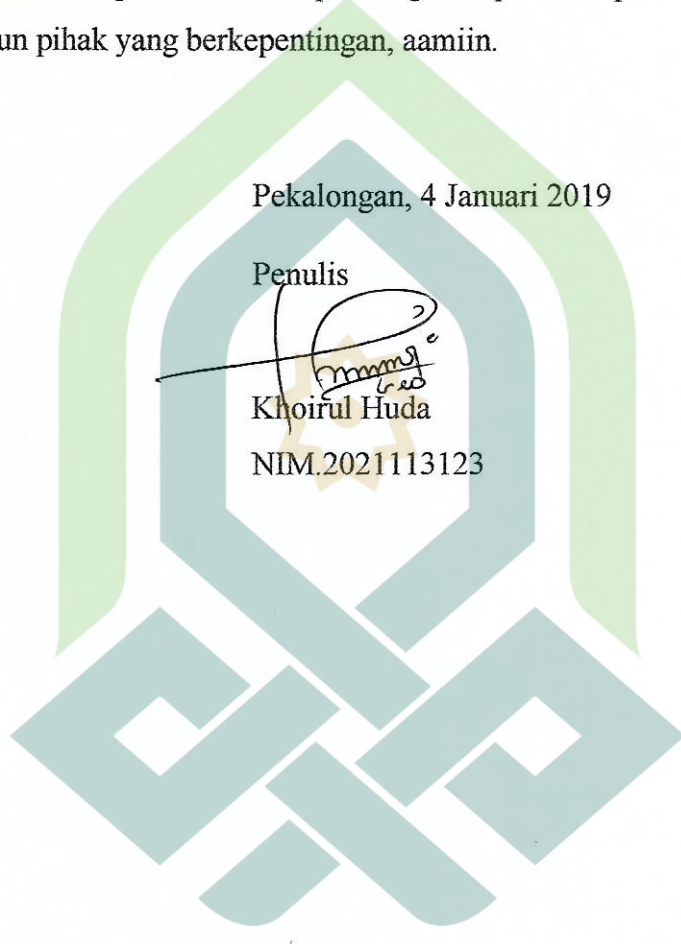 un pihak yang berkepentingan, aamiin.
Pekalongan, 4 Januari 2019
Penulis
Khoirul Huda
NIM.2021113123